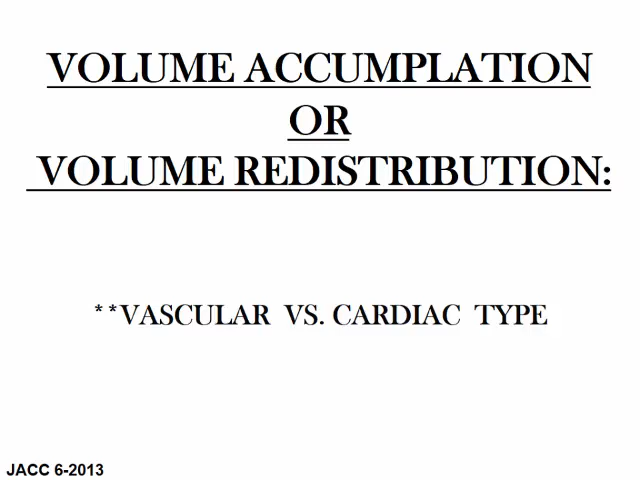 VOLUME ACCUMPLATION
OR
VOLUME REDISTRIBUTION:
**VASCULAR VS. CARDIAC TYPE
JACC 6-2013